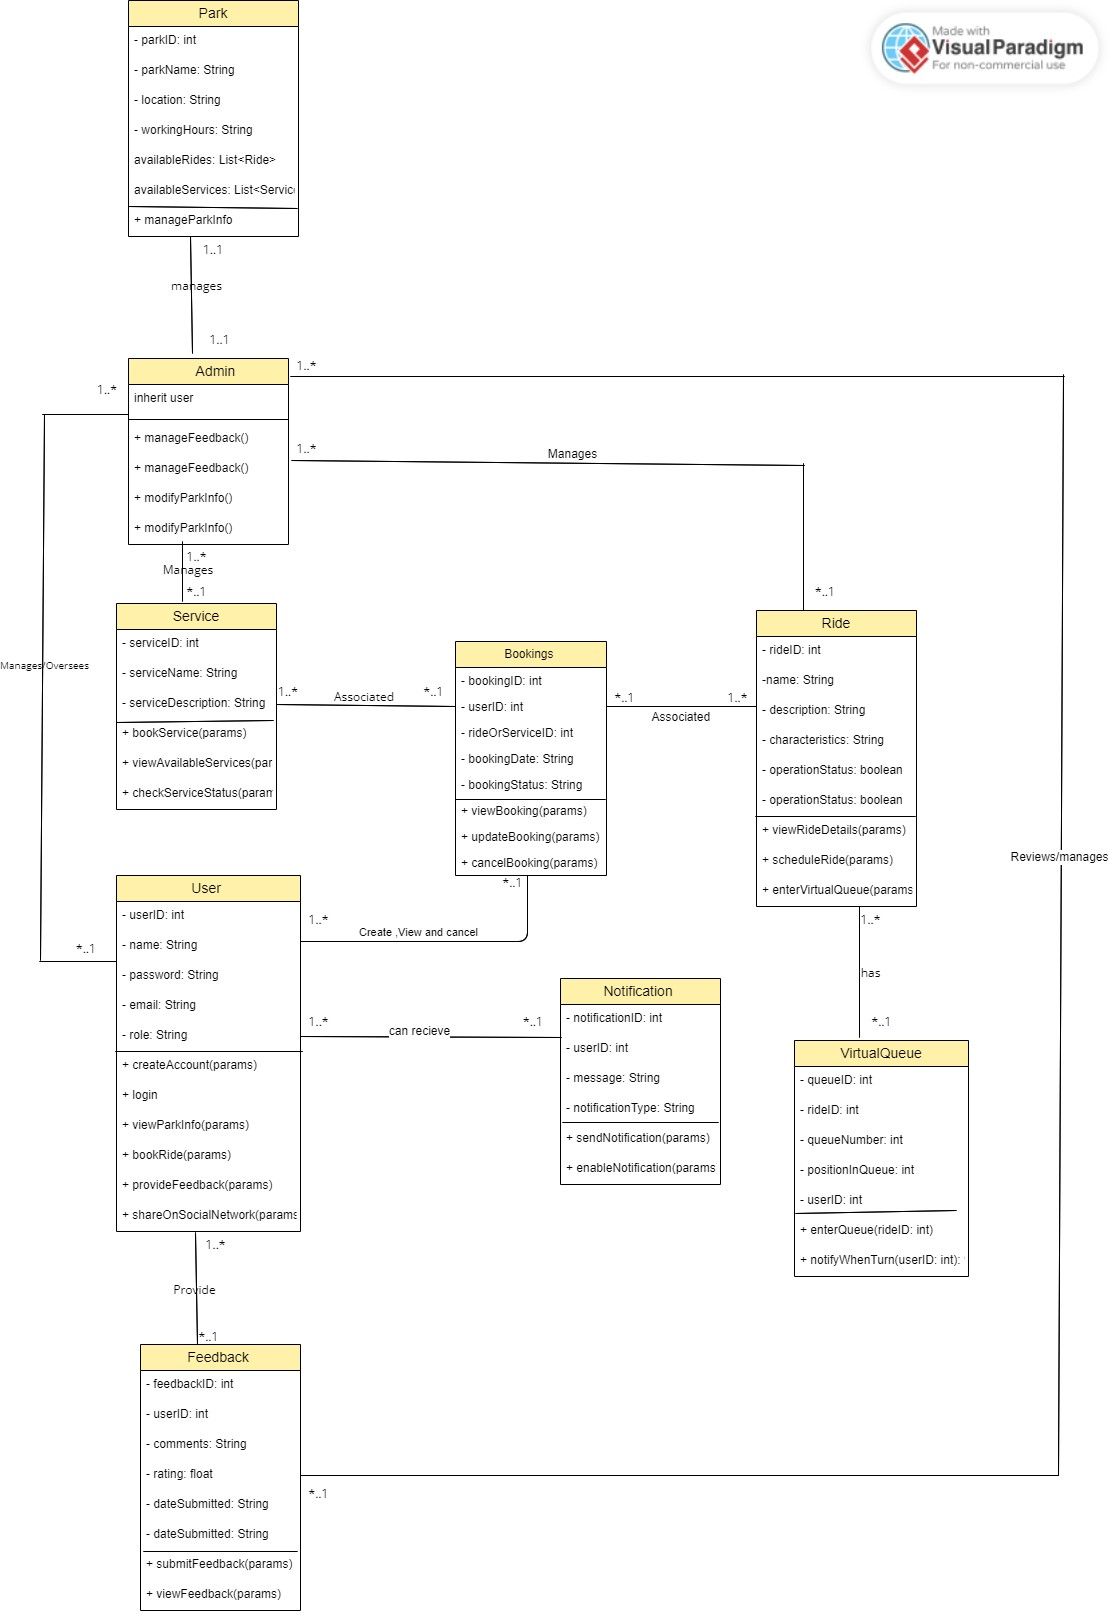 Park
- parkID: int
- parkName: String
- location: String
- workingHours: String
availableRides: List<Ride>
availableServices: List<Servic
+ manageParkInfo
Made with
Visual Paradigm
For non-commercial use
1..1
manages
1..1
Admin
inherit user
+ manageFeedback()
+ manageFeedback()
+ modifyParkInfo()
+ modifyParkInfo()
1..*
1..*
1..*
Manages
1..*
Manages
*..1
*..1
Service
- serviceID: int
- serviceName: String
- serviceDescription: String
+ bookService(params)
+ viewAvailableServices(par
+ checkServiceStatus(param
Manages/Oversees
1..*
Associated
*..1
Bookings
- bookingID: int
- userID: int
- rideOrServiceID: int
- bookingDate: String
- bookingStatus: String
+ viewBooking(params)
+ updateBooking(params)
+ cancelBooking(params)
*..1
Associated
1..*
Ride
- rideID: int
-name: String
- description: String
- characteristics: String
- operationStatus: boolean
- operationStatus: boolean
+ viewRideDetails(params)
+ scheduleRide(params)
+ enterVirtualQueue(params
Reviews/manages
*..1
1..*
Create ,View and cancel
*..1
User
- userID: int
- name: String
- password: String
- email: String
- role: String
+ createAccount(params)
+ login
+ viewParkInfo(params)
+ bookRide(params)
+ provideFeedback(params)
+ shareOnSocialNetwork(params
1..*
can recieve
*..1
Notification
- notificationID: int
- userID: int
- message: String
- notificationType: String
+ sendNotification(params)
+ enableNotification(params
1..*
has
*..1
VirtualQueue
- queueID: int
- rideID: int
- queueNumber: int
- positionInQueue: int
- userID: int
+ enterQueue(rideID: int)
+ notifyWhenTurn(userID: int):
1..*
Provide
*..1
Feedback
- feedbackID: int
- userID: int
- comments: String
- rating: float
- dateSubmitted: String
- dateSubmitted: String
+ submitFeedback(params)
+ viewFeedback(params)
*..1